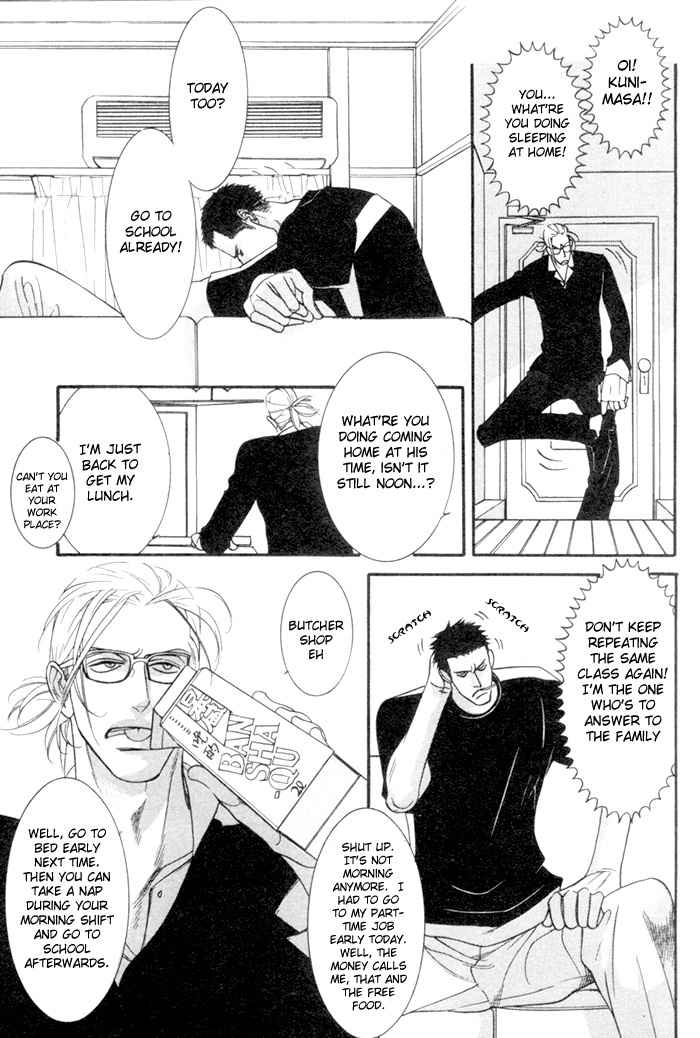 OI!
KUNI-
MASA!!
YOU...
WHAT'RE
YOU DOING
SLEEPING
AT HOME!
TODAY
TOO?
GO TO
SCHOOL
ALREADY!
WHAT'RE YOU
DOING COMING
HOME AT HIS
TIME, ISN'T IT
STILL NOON...?
I'M JUST
BACK TO
GET MY
LUNCH.
CAN'T YOU
EAT AT
YOUR
WORK
PLACE?
DON'T KEEP
REPEATING
THE SAME
CLASS AGAIN!
I'M THE ONE
WHO'S TO
ANSWER TO
THE FAMILY
SCRATCH
SCRATCH
SHUT UP.
IT'S NOT
MORNING
ANYMORE. I
HAD TO GO
TO MY PART-
TIME JOB
EARLY TODAY.
WELL, THE
MONEY CALLS
ME, THAT AND
THE FREE
FOOD.
BUTCHER
SHOP
EH
BAN
SHA
-QU
WELL, GO TO
BED EARLY
NEXT TIME.
THEN YOU CAN
TAKE A NAP
DURING YOUR
MORNING SHIFT
AND GO TO
SCHOOL
AFTERWARDS.